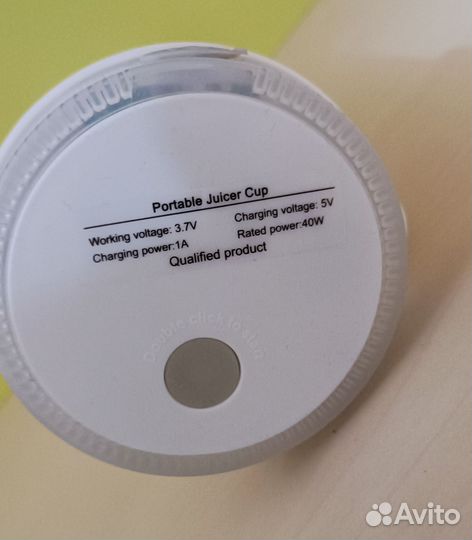 Portable Juicer Cup
Working voltage: 3.7V Charging voltage: 5V
Charging power:1A Rated power:40W
Qualified product
Double click to start
Avito